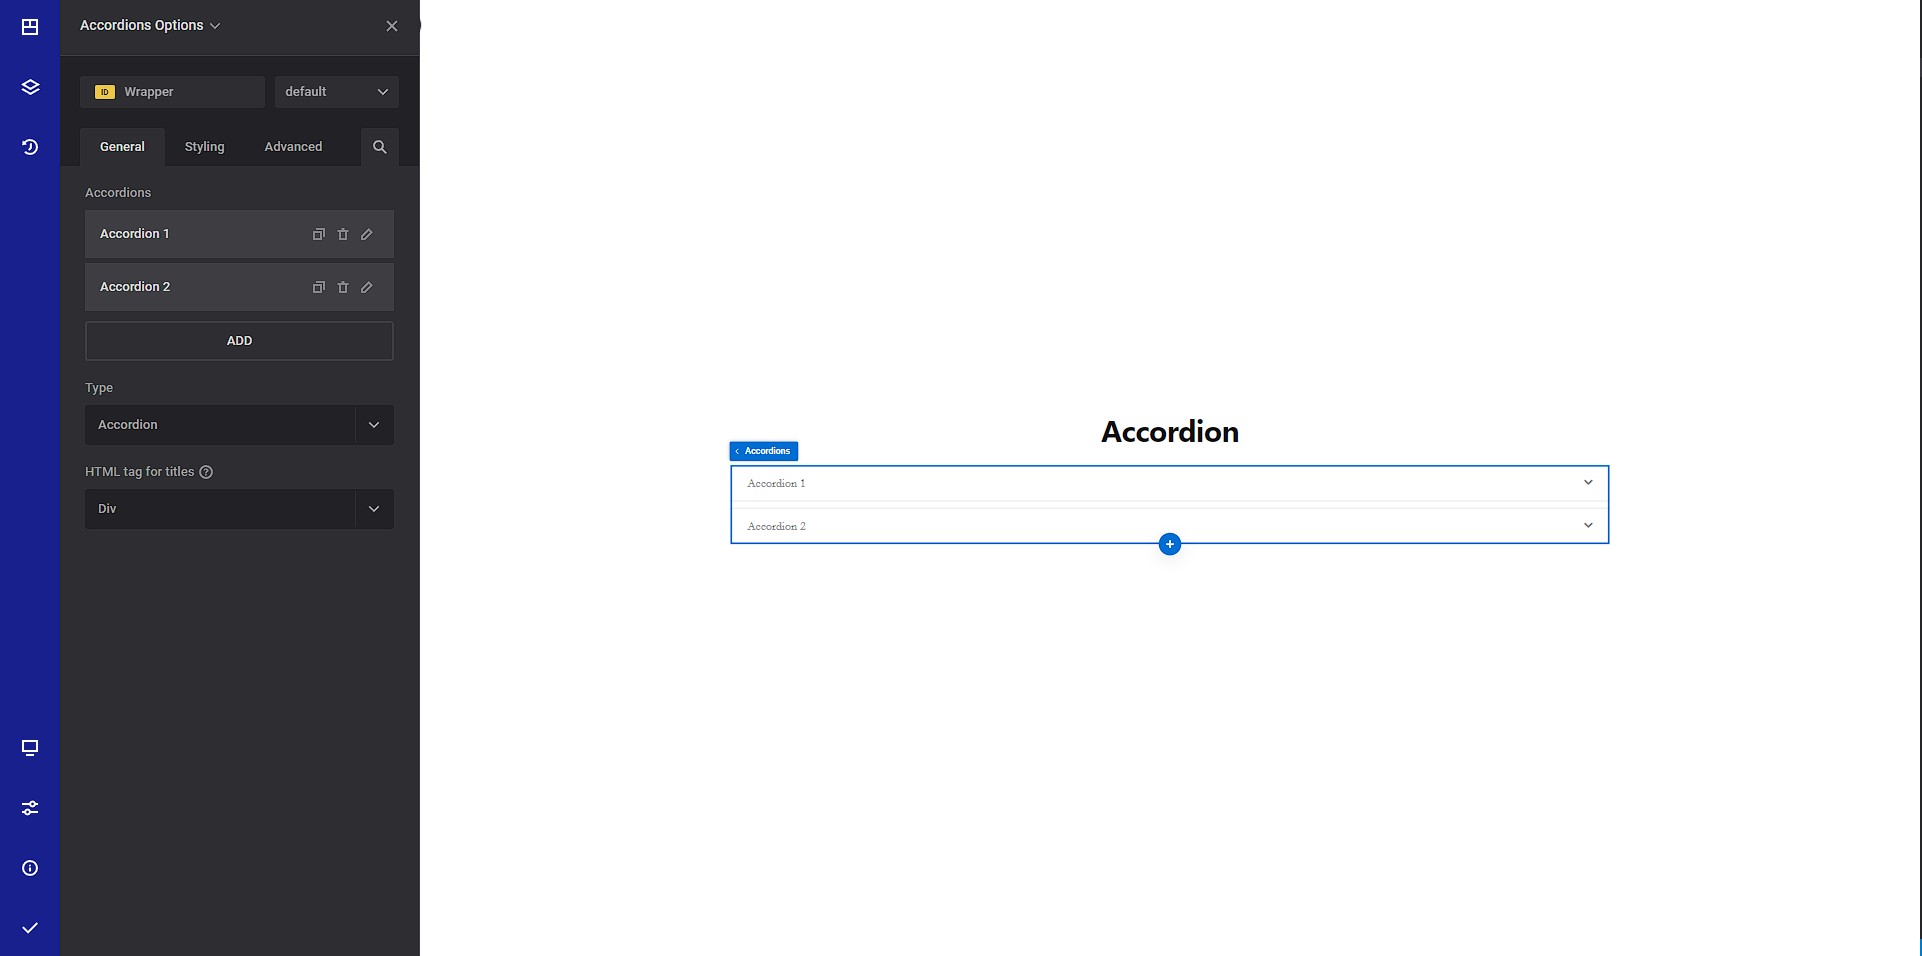 Accordions Options
ID Wrapper
default
General
Styling
Advanced
Accordions
Accordion 1
Accordion 2
ADD
Type
Accordion
HTML tag for titles ?
Div
Accordion
Accordions
Accordion 1
Accordion 2